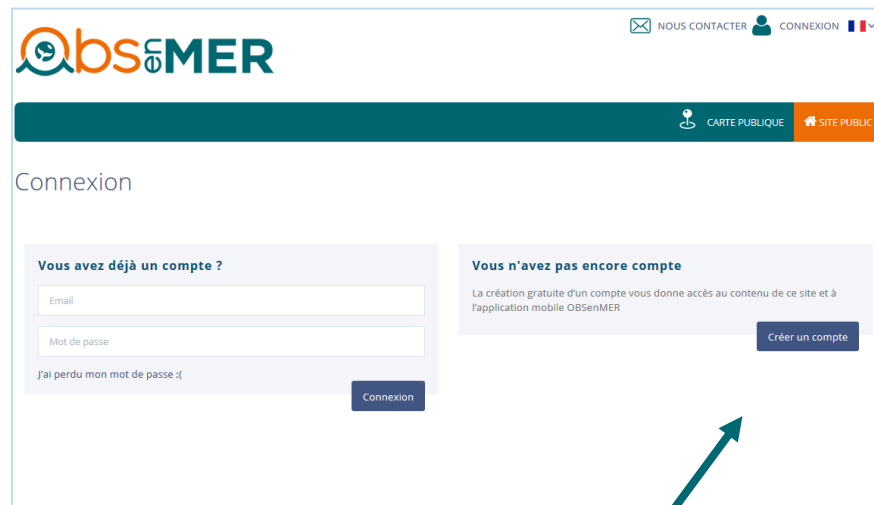 NOUS CONTACTER CONNEXION
ObsenMER
CARTE PUBLIQUE SITE PUBLIC
Connexion
Vous avez déjà un compte ?
Email
Mot de passe
J'ai perdu mon mot de passe :(
Connexion
Vous n'avez pas encore compte
La création gratuite d'un compte vous donne accès au contenu de ce site et à
l'application mobile OBSenMER
Créer un compte